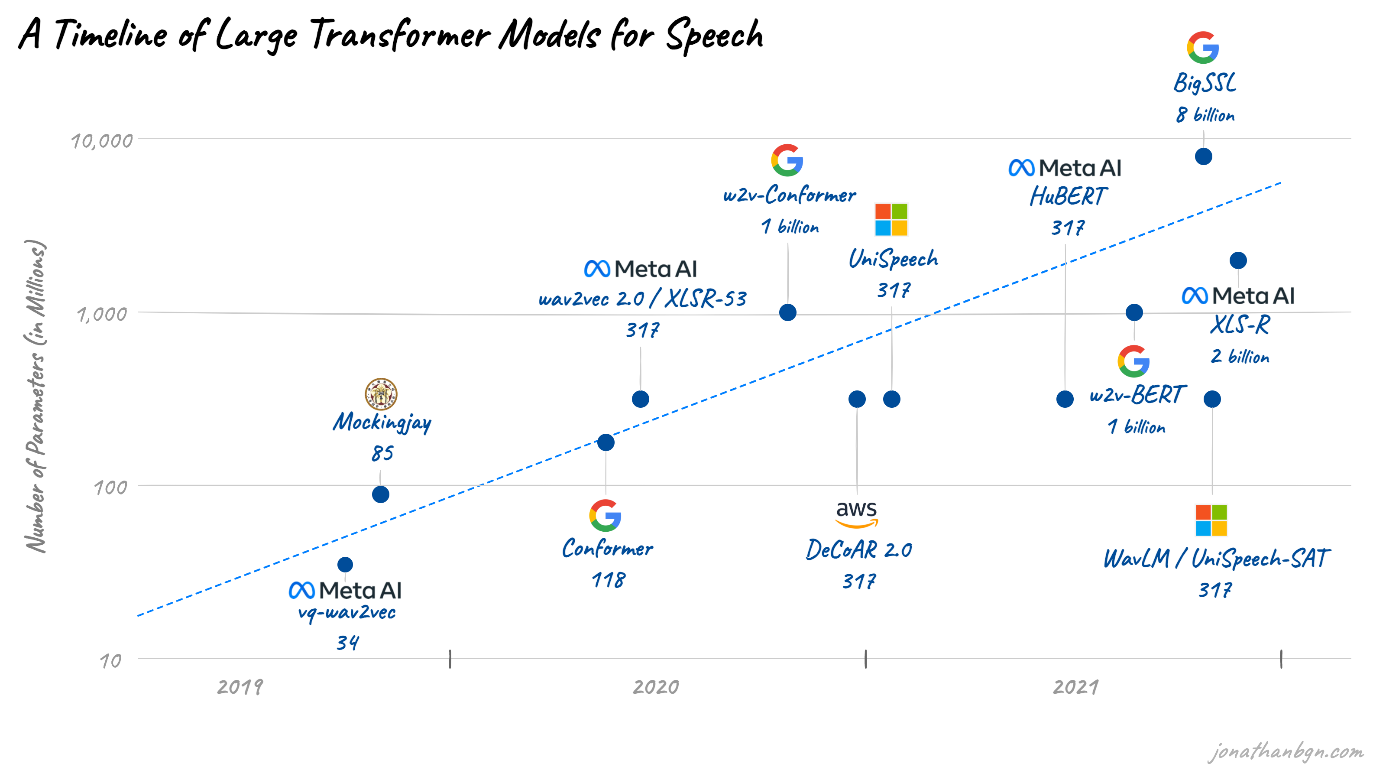 A Timeline of Large Transformer Models for Speech
BigSSL
8 billion
10,000
w2v-Conformer
1 billion
Meta AI
HuBERT
317
UniSpeech
317
Meta AI
wav2vec 2.0 / XLSR-53
317
Meta AI
XLS-R
2 billion
1,000
w2v-BERT
1 billion
Mockingjay
85
Number of Parameters (in Millions)
100
Conformer
118
aws
DeCoAR 2.0
317
WavLM / UniSpeech-SAT
317
Meta AI
vq-wav2vec
34
10
2019
2020
2021
jonathanbgn.com